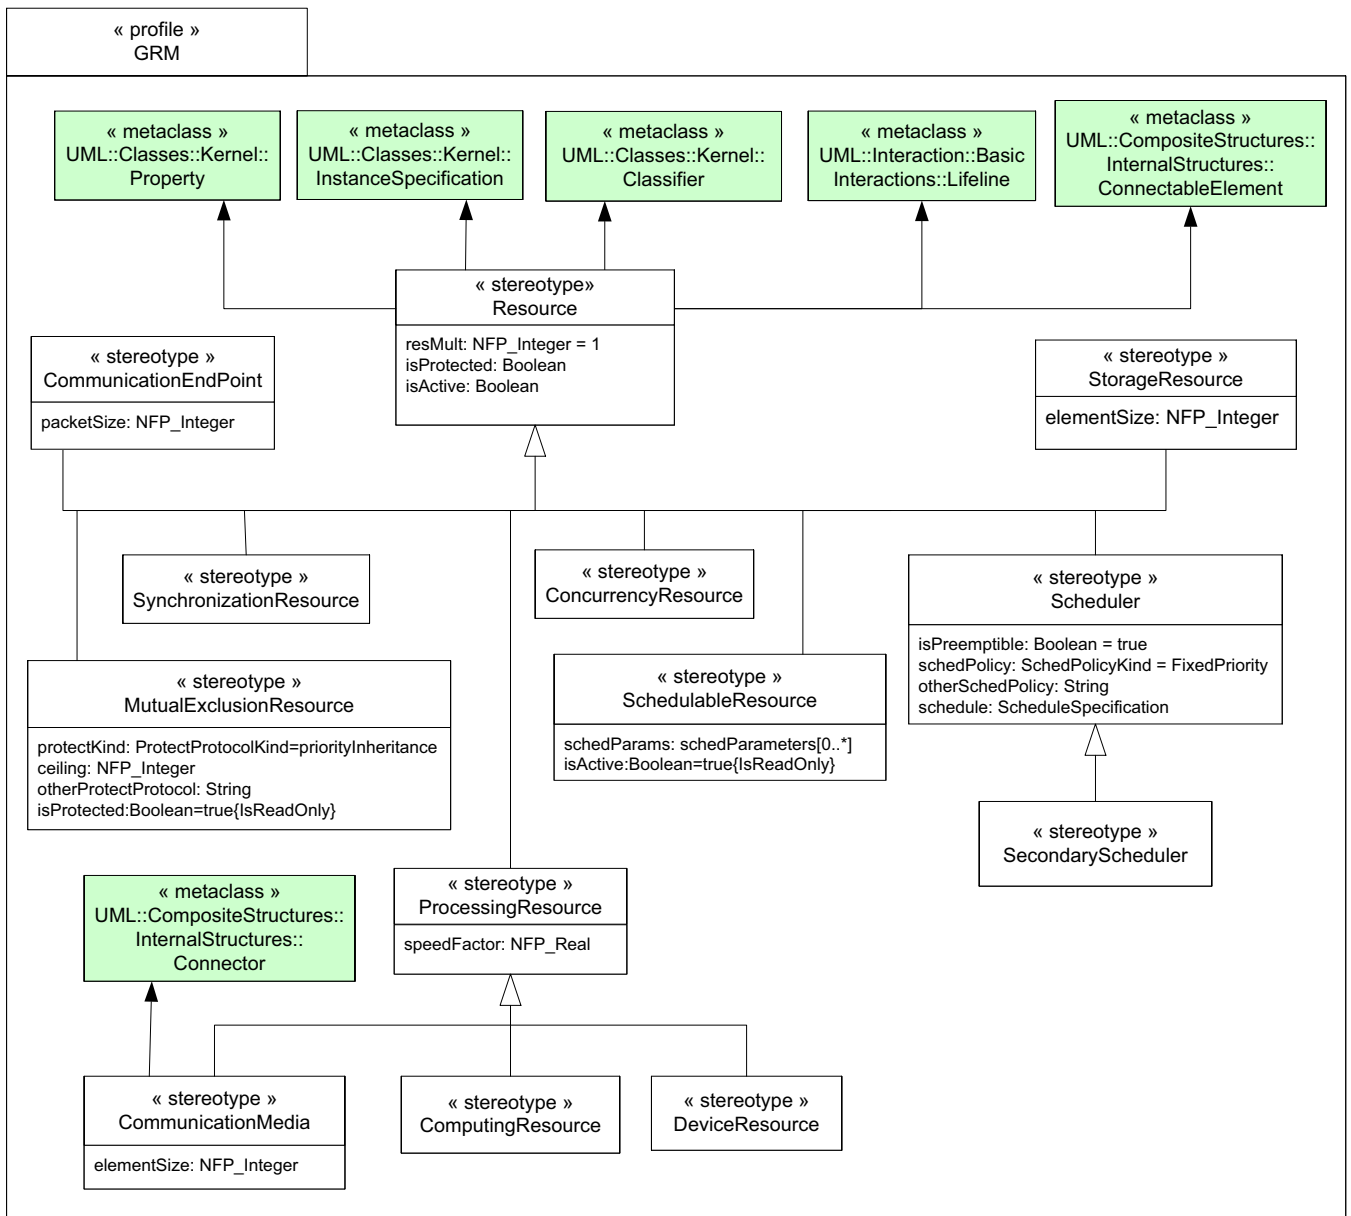 « profile »
GRM
« metaclass »
UML::Classes::Kernel::
Property
« metaclass »
UML::Classes::Kernel::
InstanceSpecification
« metaclass »
UML::Classes::Kernel::
Classifier
« metaclass »
UML::Interaction::Basic
Interactions::Lifeline
« metaclass »
UML::CompositeStructures::
InternalStructures::
ConnectableElement
« stereotype»
Resource
resMult: NFP_Integer = 1
isProtected: Boolean
isActive: Boolean
« stereotype »
CommunicationEndPoint
packetSize: NFP_Integer
« stereotype »
StorageResource
elementSize: NFP_Integer
« stereotype »
SynchronizationResource
« stereotype »
ConcurrencyResource
« stereotype »
Scheduler
isPreemptible: Boolean = true
schedPolicy: SchedPolicyKind = FixedPriority
otherSchedPolicy: String
schedule: ScheduleSpecification
« stereotype »
MutualExclusionResource
protectKind: ProtectProtocolKind=priorityInheritance
ceiling: NFP_Integer
otherProtectProtocol: String
isProtected:Boolean=true{IsReadOnly}
« stereotype »
SchedulableResource
schedParams: schedParameters[0..*]
isActive:Boolean=true{IsReadOnly}
« stereotype »
SecondaryScheduler
« metaclass »
UML::CompositeStructures::
InternalStructures::
Connector
« stereotype »
ProcessingResource
speedFactor: NFP_Real
« stereotype »
CommunicationMedia
elementSize: NFP_Integer
« stereotype »
ComputingResource
« stereotype »
DeviceResource